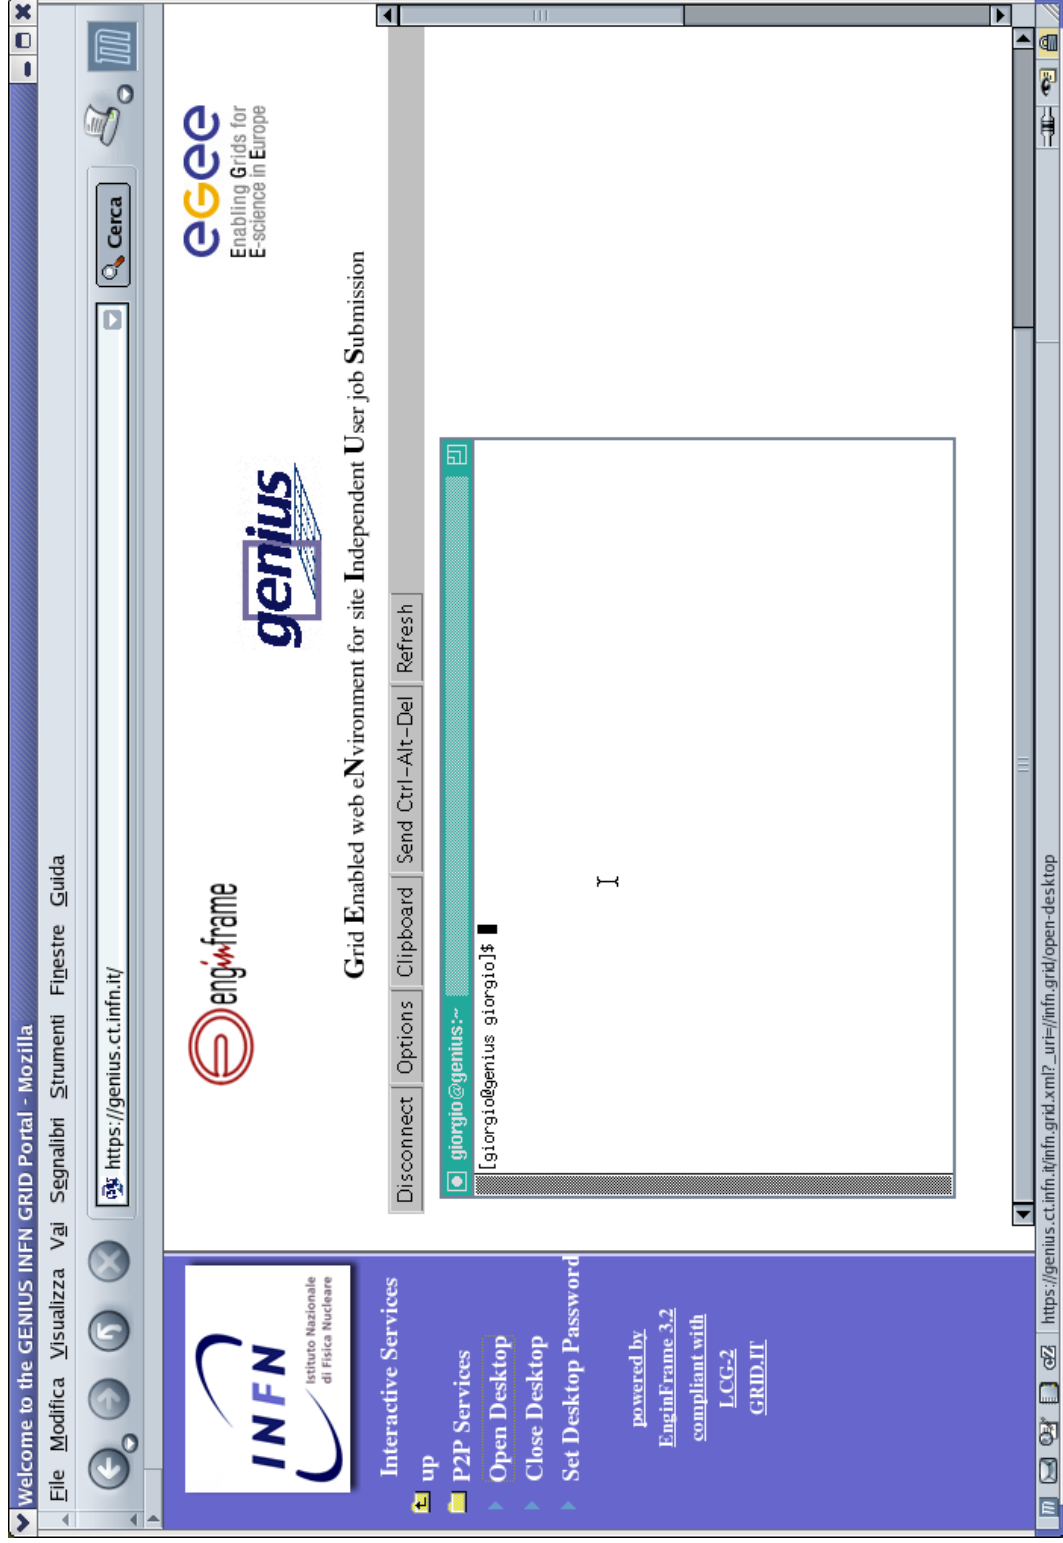 Welcome to the GENIUS INFN GRID Portal - Mozilla
File Modifica Visualizza Vai Segnalibri Strumenti Finestre Guida
https://genius.ct.infn.it/ Cerca
INFN
Istituto Nazionale
di Fisica Nucleare
Interactive Services
up
P2P Services
Open Desktop
Close Desktop
Set Desktop Password
powered by
EnginFrame 3.2
compliant with
LCG-2
GRID.IT
enginframe
genius
eGee
Enabling Grids for
E-science in Europe
Grid Enabled web eNvironment for site Independent User job Submission
Disconnect Options Clipboard Send Ctrl-Alt-Del Refresh
giorgio@genius:~
[giorgio@genius giorgio]$
https://genius.ct.infn.it/infn.grid.xml?_uri=//infn.grid/open-desktop